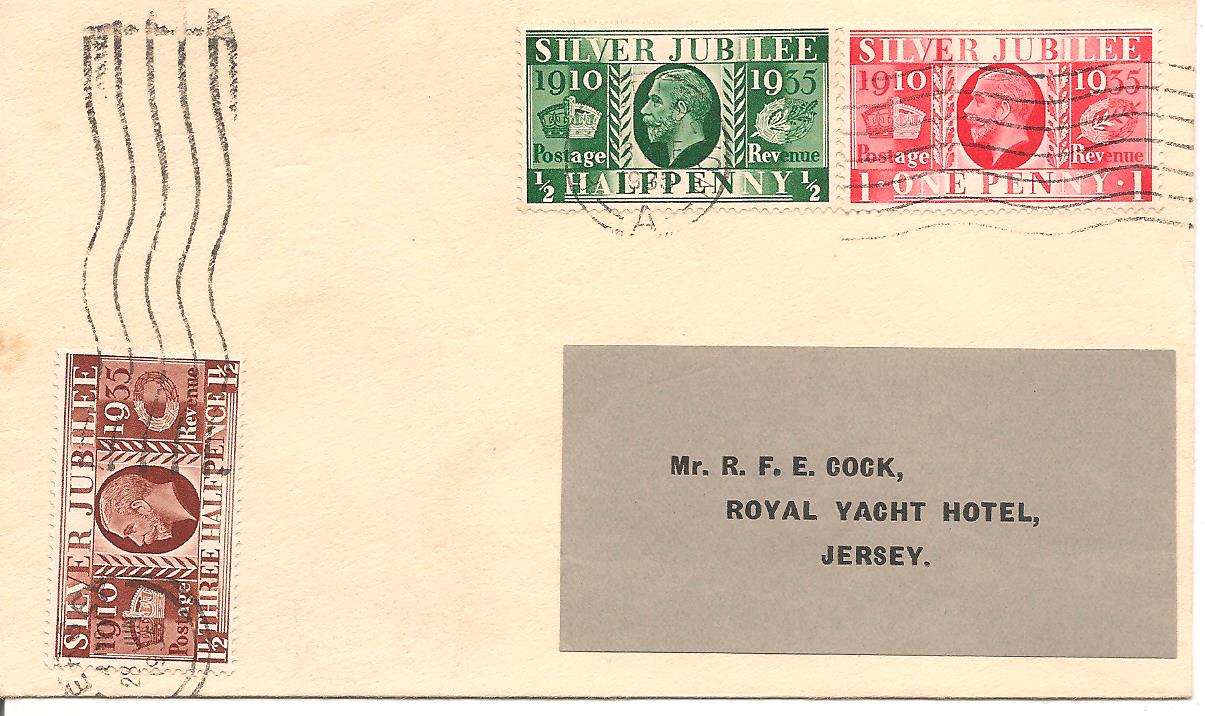 SILVER JUBILEE
1910 1935
Postage Revenue
½ HALFPENNY ½
SILVER JUBILEE
1910 1935
Postage Revenue
1 · ONE PENNY · 1
A
SILVER JUBILEE
1910 1935
Postage Revenue
1½ THREE HALFPENCE 1½
28
Mr. R. F. E. COCK,
ROYAL YACHT HOTEL,
JERSEY.